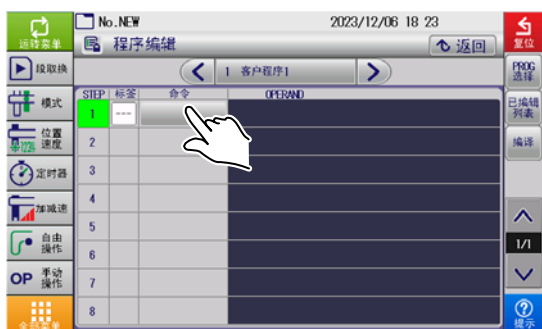 No.NEW 2023/12/06 18 23
运转菜单
程序编辑
返回
复位
段取换
1 客户程序1
PROG
选择
STEP 标签 命令 OPERAND
模式
1 ---
已编辑
列表
位置
速度
2
编译
定时器
3
加减速
4
5
自由
操作
1/1
6
OP 手动
操作
7
8
全部菜单
提示